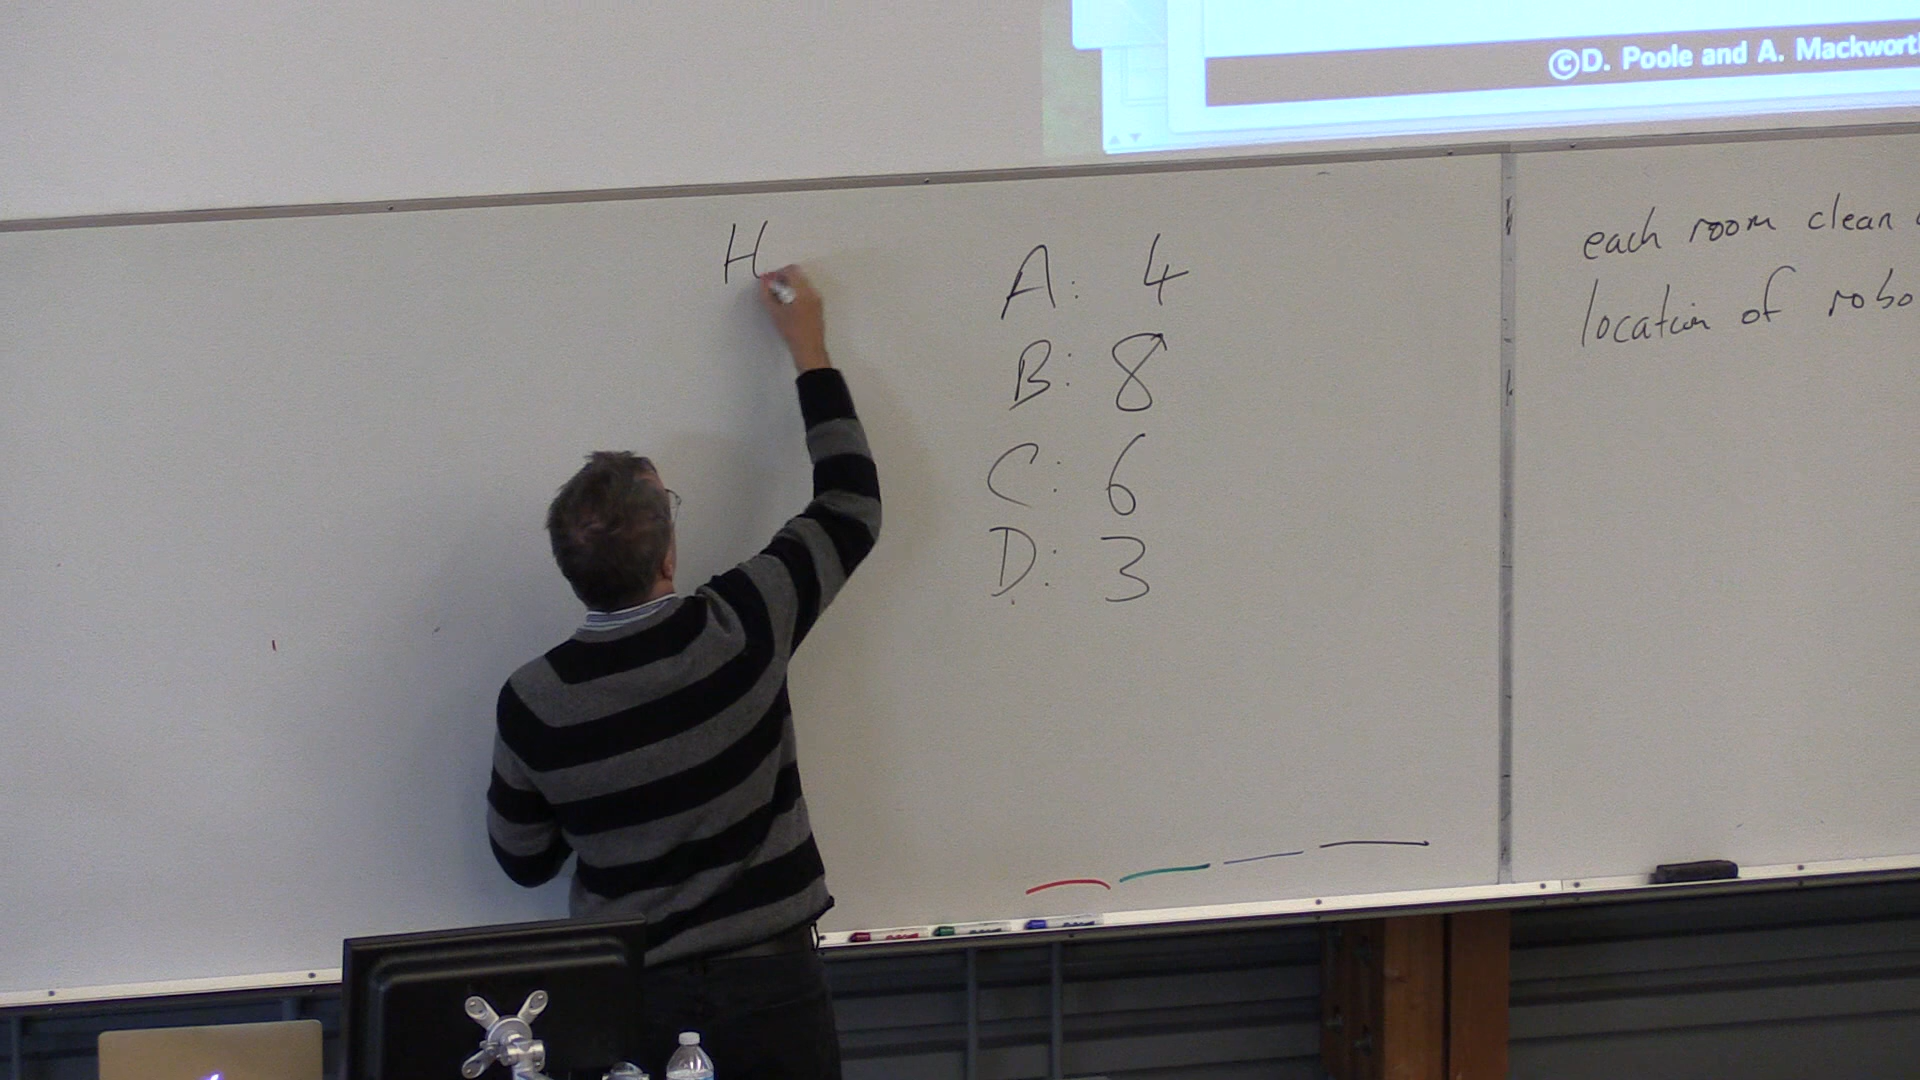 ©D. Poole and A. Mackworth
H
A: 4
B: 8
C: 6
D: 3
each room clean
location of robo